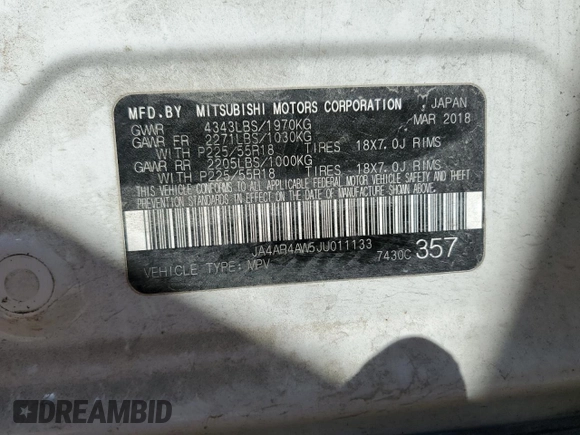 MFD.BY MITSUBISHI MOTORS CORPORATION JAPAN
GVWR 4343LBS/1970KG MAR 2018
GAWR ER 2271LBS/1030KG
WITH P225/55R18 TIRES 18X7.0J RIMS
GAWR RR 2205LBS/1000KG
WITH P225/55R18 TIRES 18X7.0J RIMS
THIS VEHICLE CONFORMS TO ALL APPLICABLE FEDERAL MOTOR VEHICLE SAFETY AND THEFT
PREVENTION STANDARDS IN EFFECT ON THE DATE OF MANUFACTURE SHOWN ABOVE.
JA4AR4AW5JU011133
VEHICLE TYPE: MPV 7430C 357
DREAMBID